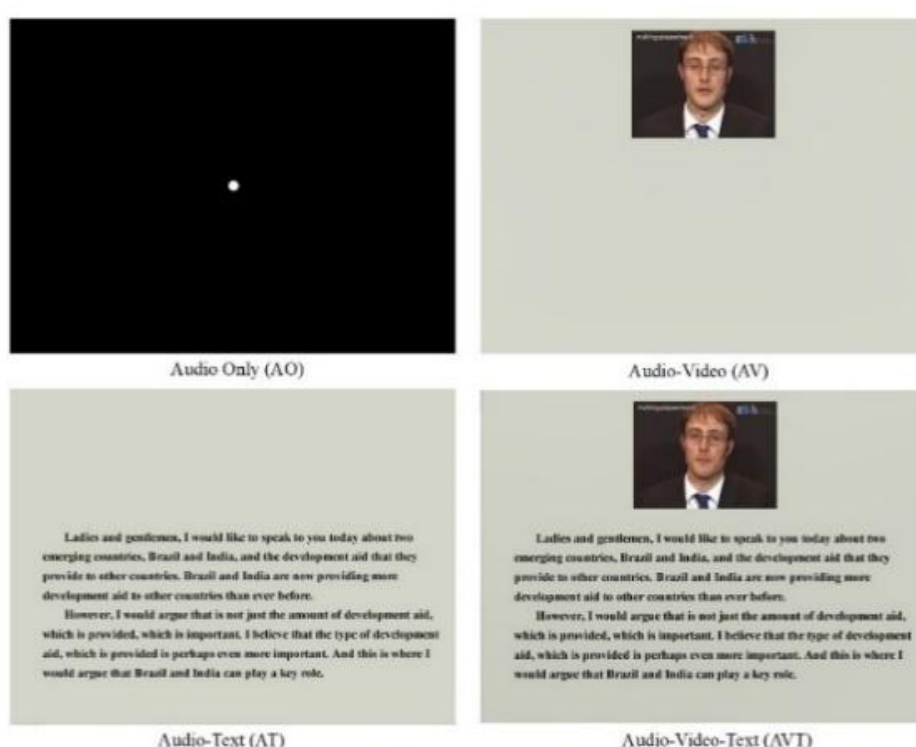 Audio Only (AO)
Audio-Video (AV)
Ladies and gentlemen, I would like to speak to you today about two
emerging countries, Brazil and India, and the development aid that they
provide to other countries. Brazil and India are now providing more
development aid to other countries than ever before.
However, I would argue that is not just the amount of development aid,
which is provided, which is important. I believe that the type of development
aid, which is provided is perhaps even more important. And this is where I
would argue that Brazil and India can play a key role.
Audio-Text (AT)
Ladies and gentlemen, I would like to speak to you today about two
emerging countries, Brazil and India, and the development aid that they
provide to other countries. Brazil and India are now providing more
development aid to other countries than ever before.
However, I would argue that is not just the amount of development aid,
which is provided, which is important. I believe that the type of development
aid, which is provided is perhaps even more important. And this is where I
would argue that Brazil and India can play a key role.
Audio-Video-Text (AVT)